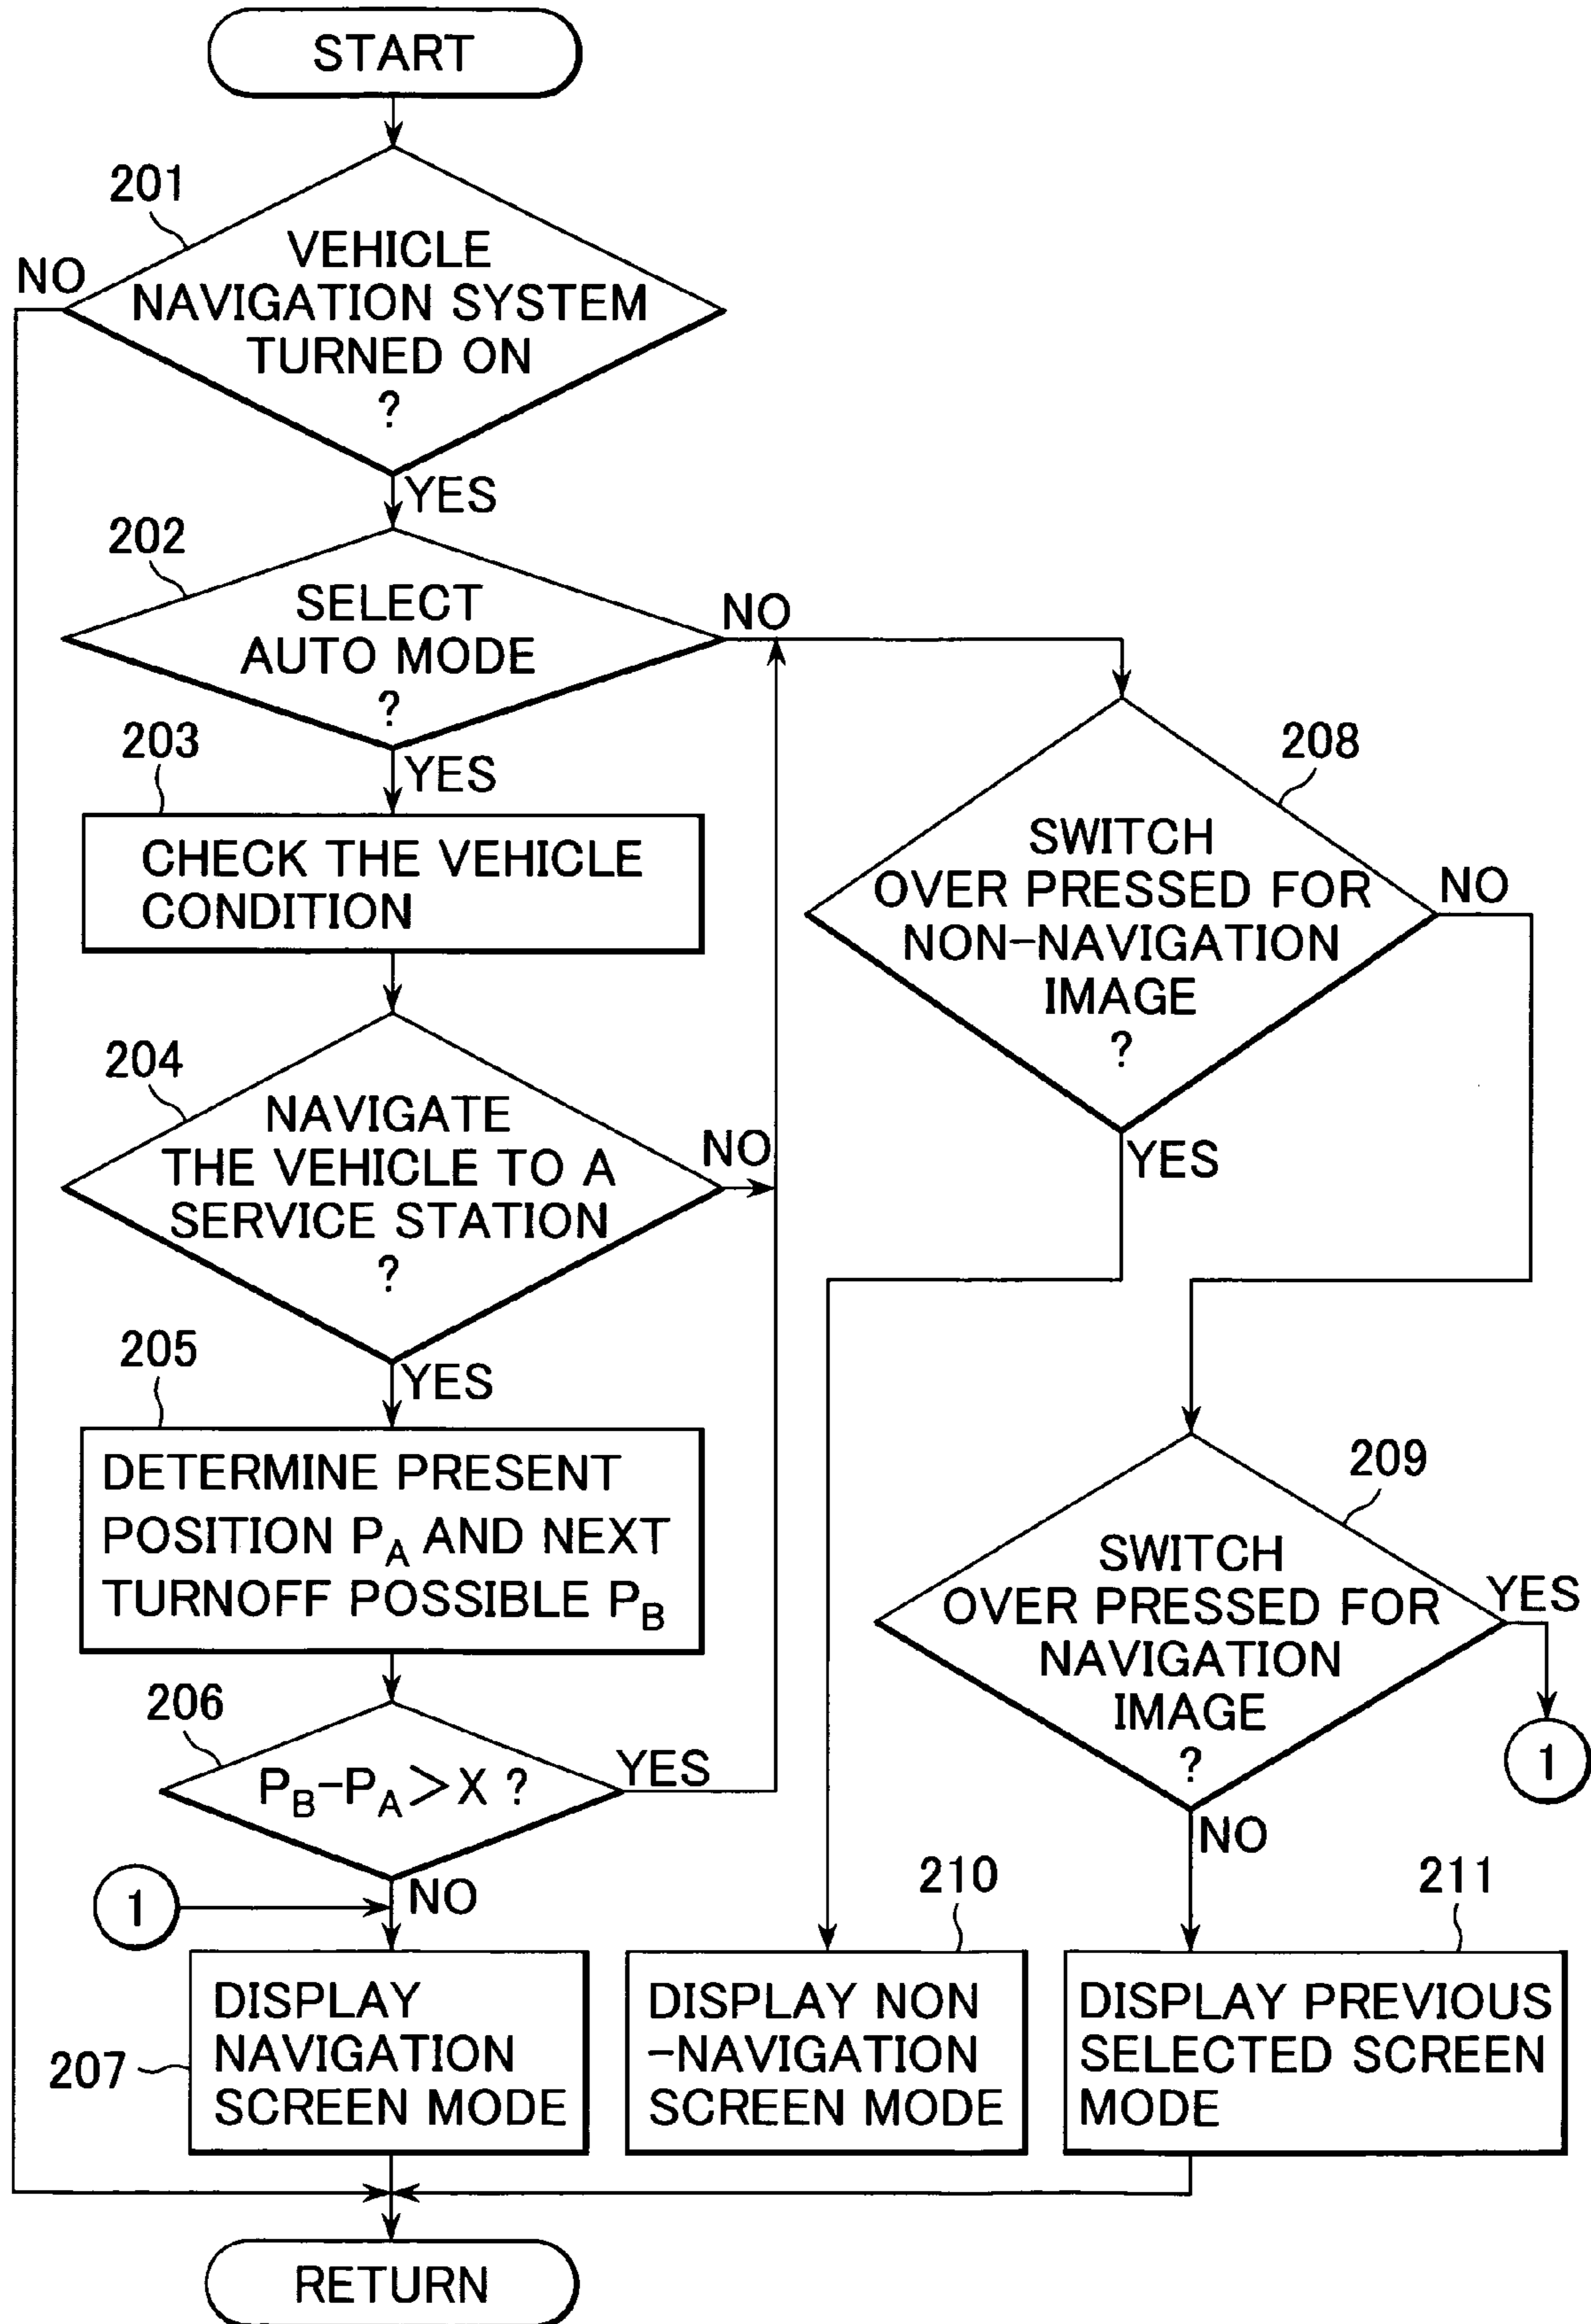 START
201
VEHICLE
NAVIGATION SYSTEM
TURNED ON
?
NO
YES
202
SELECT
AUTO MODE
?
NO
YES
203
CHECK THE VEHICLE
CONDITION
204
NAVIGATE
THE VEHICLE TO A
SERVICE STATION
?
NO
YES
205
DETERMINE PRESENT
POSITION PA AND NEXT
TURNOFF POSSIBLE PB
206
PB-PA>X ?
YES
NO
1
207
DISPLAY
NAVIGATION
SCREEN MODE
208
SWITCH
OVER PRESSED FOR
NON-NAVIGATION
IMAGE
?
NO
YES
209
SWITCH
OVER PRESSED FOR
NAVIGATION
IMAGE
?
YES
1
NO
210
DISPLAY NON
-NAVIGATION
SCREEN MODE
211
DISPLAY PREVIOUS
SELECTED SCREEN
MODE
RETURN